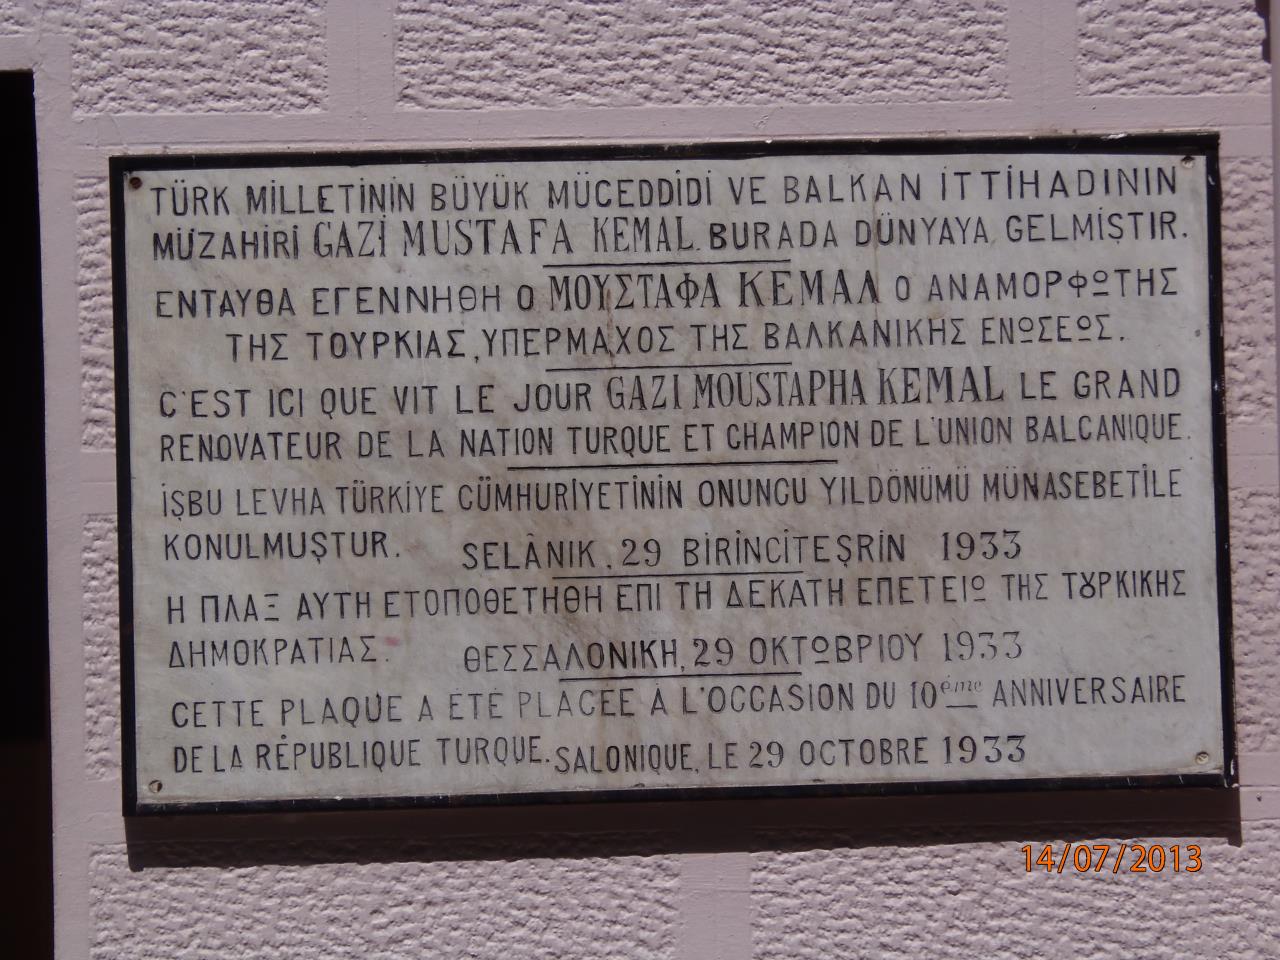 TÜRK MİLLETİNİN BÜYÜK MÜCEDDİDİ VE BALKAN İTTİHADININ
MÜZAHİRİ GAZİ MUSTAFA KEMAL BURADA DÜNYAYA GELMİŞTIR.
ΕΝΤΑΥΘΑ ΕΓΕΝΝΗΘΗ Ο ΜΟΥΣΤΑΦΑ ΚΕΜΑΛ Ο ΑΝΑΜΟΡΦΩΤΗΣ
ΤΗΣ ΤΟΥΡΚΙΑΣ, ΥΠΕΡΜΑΧΟΣ ΤΗΣ ΒΑΛΚΑΝΙΚΗΣ ΕΝΩΣΕΩΣ.
C'EST ICI QUE VIT LE JOUR GAZI MOUSTAPHA KEMAL LE GRAND
RENOVATEUR DE LA NATION TURQUE ET CHAMPION DE L'UNION BALCANIQUE.
İŞBU LEVHA TÜRKİYE CÜMHURİYETİNİN ONUNCU YILDÖNÜMÜ MÜNASEBETİLE
KONULMUŞTUR. SELÂNIK, 29 BİRİNCİTEŞRİN 1933
Η ΠΛΑΞ ΑΥΤΗ ΕΤΟΠΟΘΕΤΗΘΗ ΕΠΙ ΤΗ ΔΕΚΑΤΗ ΕΠΕΤΕΙΩ ΤΗΣ ΤȢΡΚΙΚΗΣ
ΔΗΜΟΚΡΑΤΙΑΣ. ΘΕΣΣΑΛΟΝΙΚΗ, 29 ΟΚΤΩΒΡΙΟΥ 1933
CETTE PLAQUE A ÉTÉ PLACÉE À L'OCCASION DU 10ème ANNIVERSAIRE
DE LA RÉPUBLIQUE TURQUE. SALONIQUE, LE 29 OCTOBRE 1933
14/07/2013